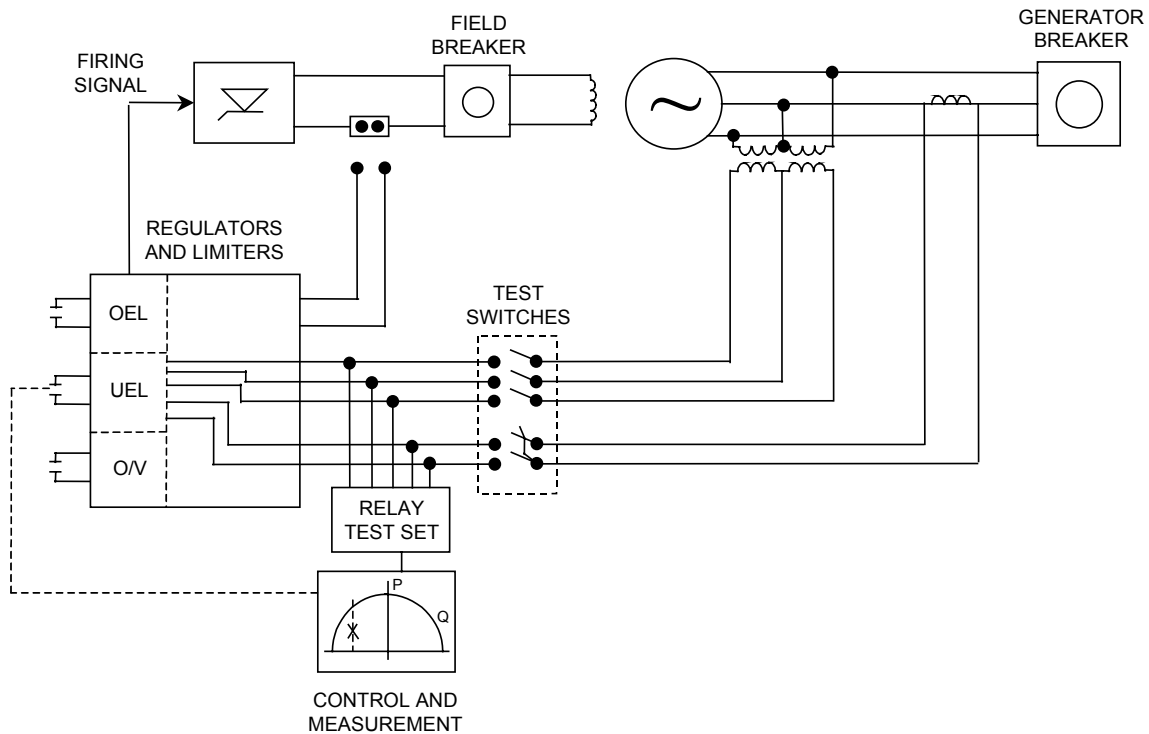 FIELD
BREAKER
GENERATOR
BREAKER
FIRING
SIGNAL
REGULATORS
AND LIMITERS
TEST
SWITCHES
OEL
UEL
O/V
RELAY
TEST SET
P
Q
X
CONTROL AND
MEASUREMENT